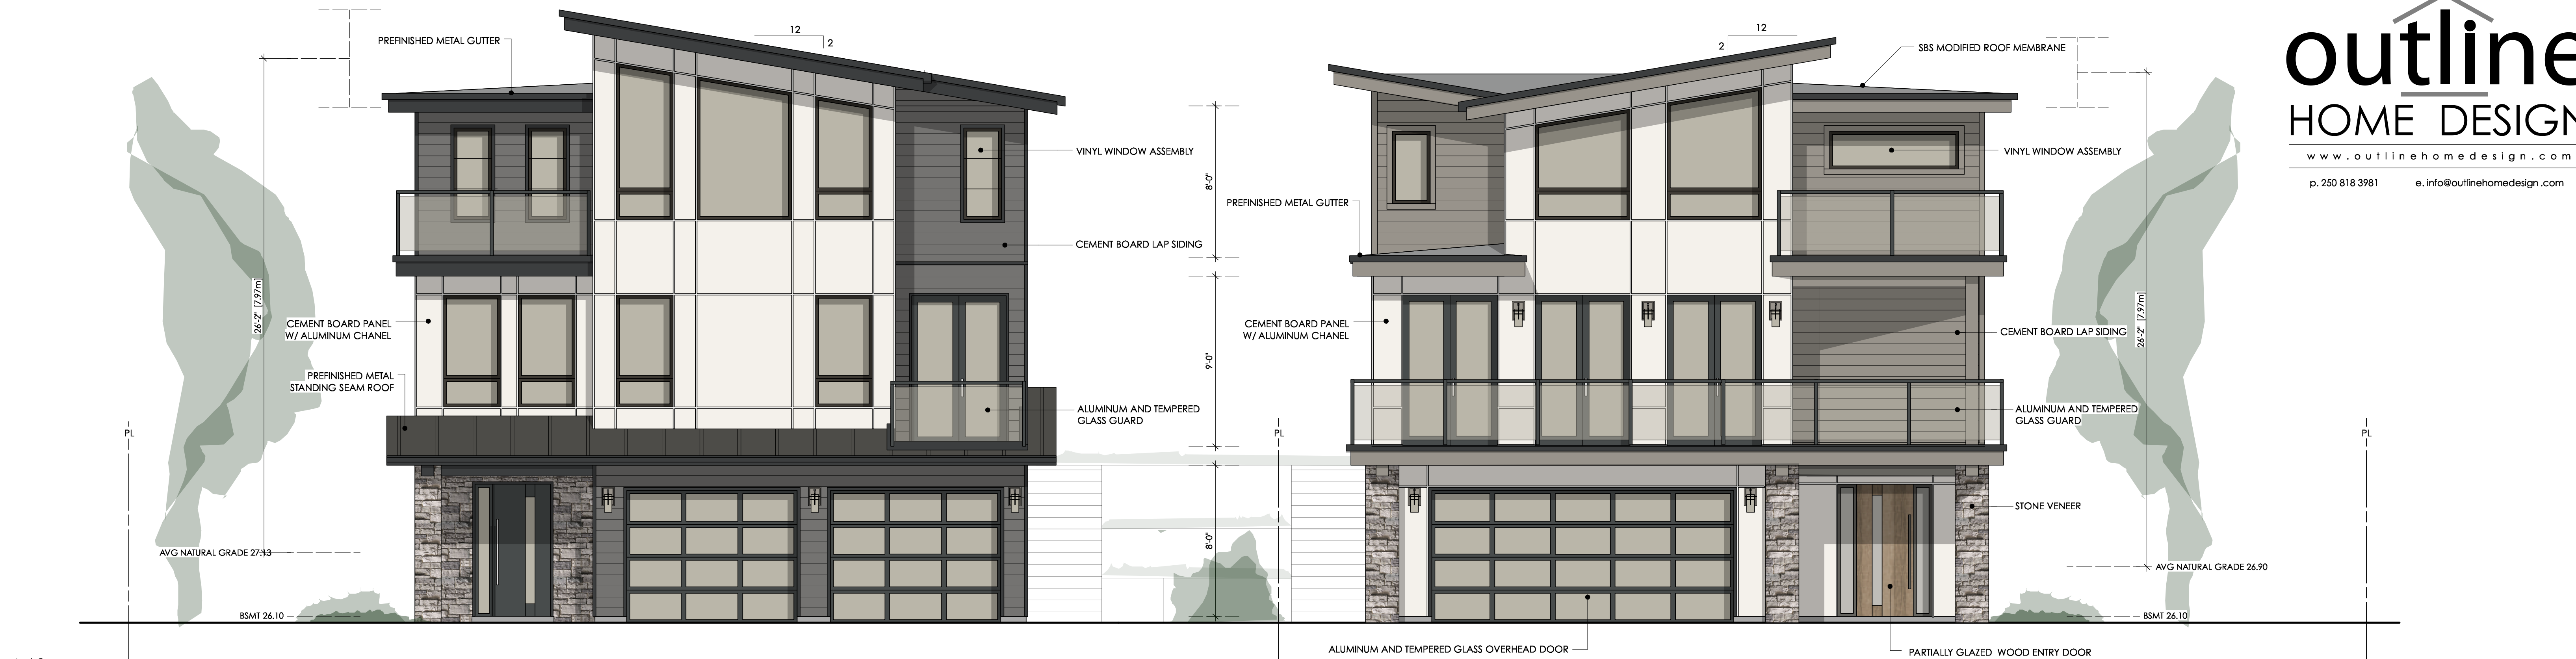 PREFINISHED METAL GUTTER
12
2
26'-2" [7.97m]
CEMENT BOARD PANEL
W/ ALUMINUM CHANEL
PREFINISHED METAL
STANDING SEAM ROOF
PL
AVG NATURAL GRADE 27.13
BSMT 26.10
VINYL WINDOW ASSEMBLY
CEMENT BOARD LAP SIDING
ALUMINUM AND TEMPERED
GLASS GUARD
8'-0"
9'-0"
8'-0"
PL
12
2
SBS MODIFIED ROOF MEMBRANE
PREFINISHED METAL GUTTER
CEMENT BOARD PANEL
W/ ALUMINUM CHANEL
VINYL WINDOW ASSEMBLY
CEMENT BOARD LAP SIDING
26'-2" [7.97m]
ALUMINUM AND TEMPERED
GLASS GUARD
PL
STONE VENEER
AVG NATURAL GRADE 26.90
BSMT 26.10
ALUMINUM AND TEMPERED GLASS OVERHEAD DOOR
PARTIALLY GLAZED WOOD ENTRY DOOR
outline
HOME DESIGN
www.outlinehomedesign.com
p. 250 818 3981 e. info@outlinehomedesign.com